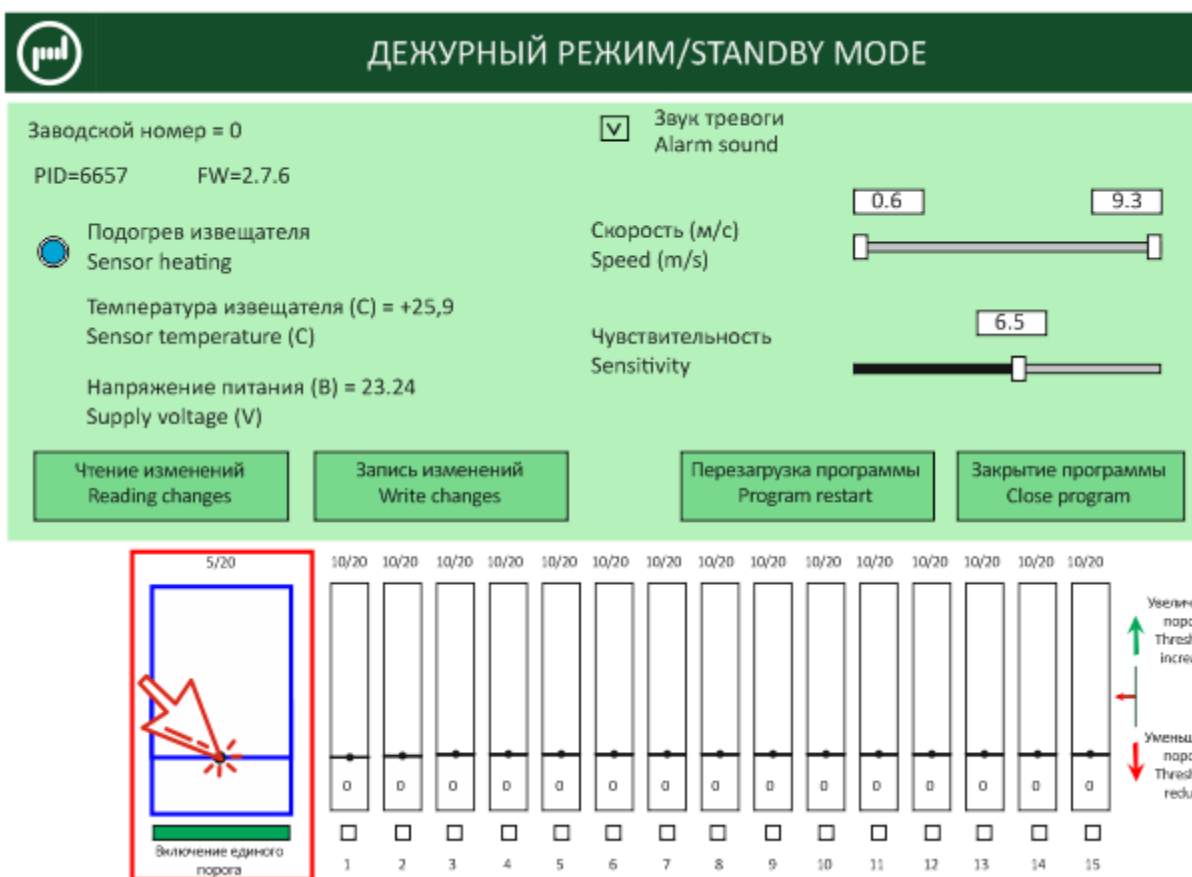 ДЕЖУРНЫЙ РЕЖИМ/STANDBY MODE
Заводской номер = 0
PID=6657 FW=2.7.6
Подогрев извещателя
Sensor heating
Температура извещателя (С) = +25,9
Sensor temperature (C)
Напряжение питания (В) = 23.24
Supply voltage (V)
V
Звук тревоги
Alarm sound
0.6 9.3
Скорость (м/с)
Speed (m/s)
6.5
Чувствительность
Sensitivity
Чтение изменений
Reading changes
Запись изменений
Write changes
Перезагрузка программы
Program restart
Закрытие программы
Close program
5/20 10/20 10/20 10/20 10/20 10/20 10/20 10/20 10/20 10/20 10/20 10/20 10/20 10/20 10/20 10/20
0 0 0 0 0 0 0 0 0 0 0 0 0 0 0
Включение единого
порога
1 2 3 4 5 6 7 8 9 10 11 12 13 14 15